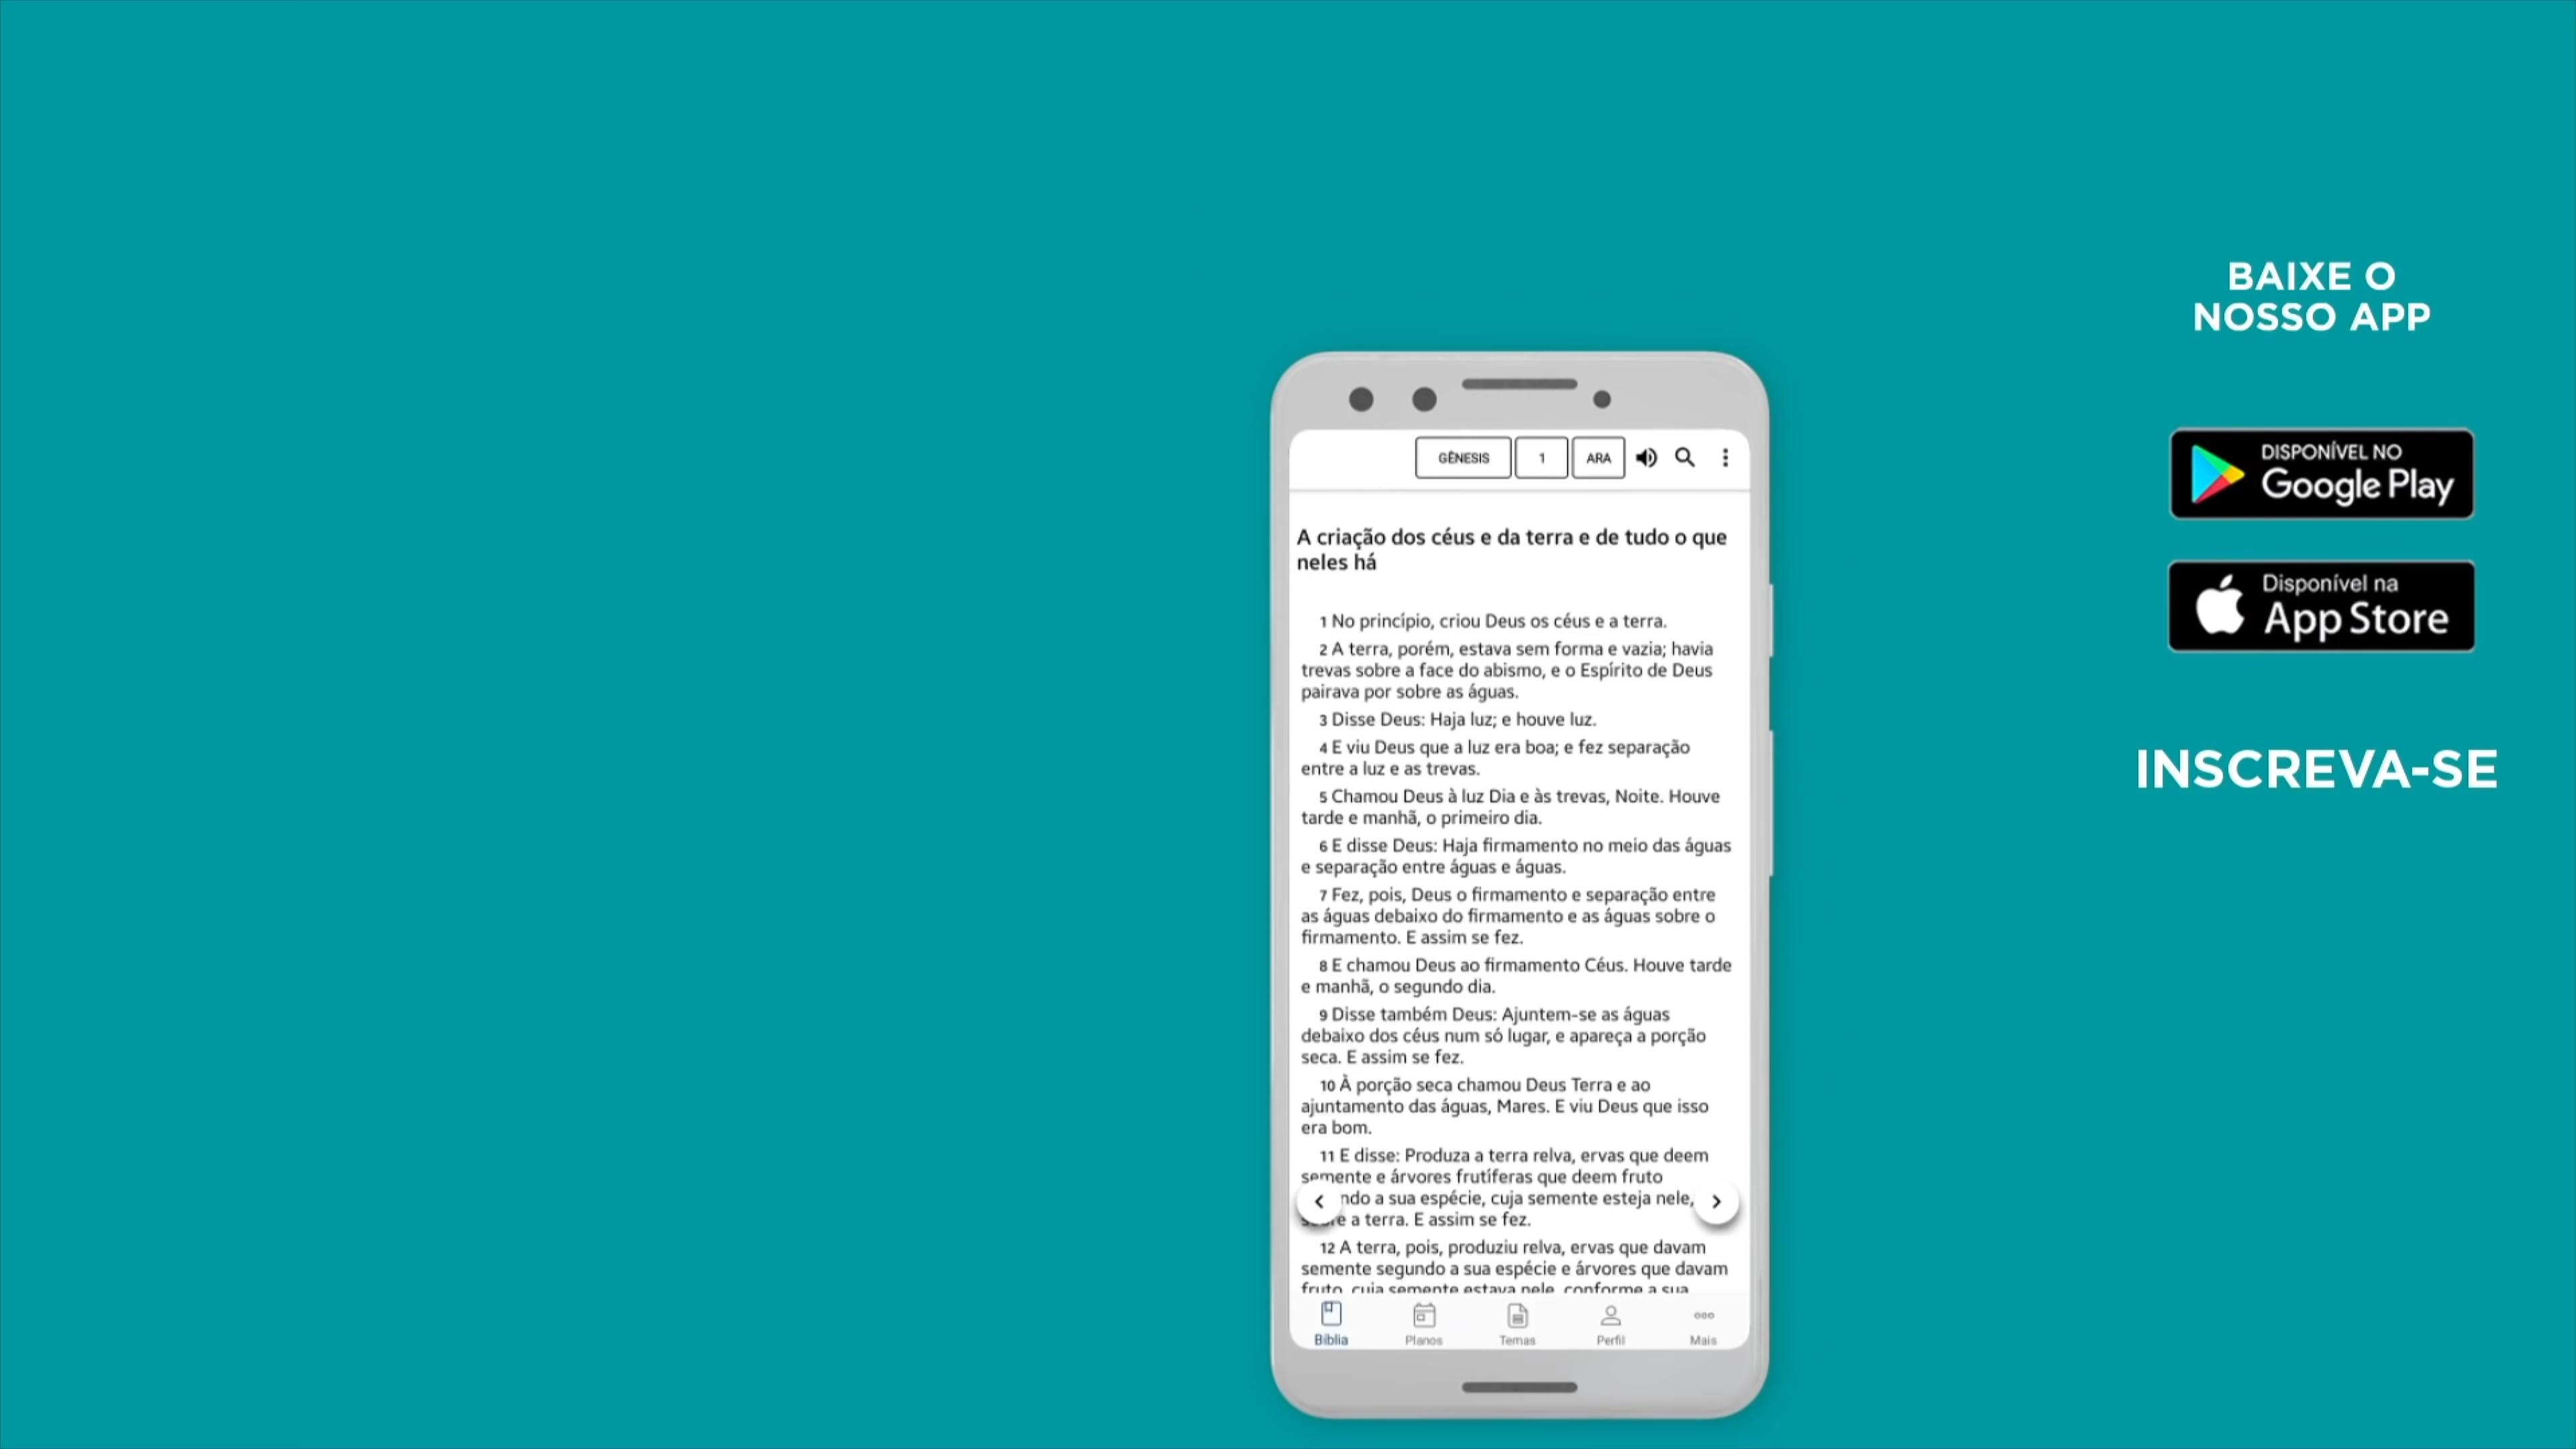 GÊNESIS 1 ARA
A criação dos céus e da terra e de tudo o que
neles há
1 No princípio, criou Deus os céus e a terra.
2 A terra, porém, estava sem forma e vazia; havia
trevas sobre a face do abismo, e o Espírito de Deus
pairava por sobre as águas.
3 Disse Deus: Haja luz; e houve luz.
4 E viu Deus que a luz era boa; e fez separação
entre a luz e as trevas.
5 Chamou Deus à luz Dia e às trevas, Noite. Houve
tarde e manhã, o primeiro dia.
6 E disse Deus: Haja firmamento no meio das águas
e separação entre águas e águas.
7 Fez, pois, Deus o firmamento e separação entre
as águas debaixo do firmamento e as águas sobre o
firmamento. E assim se fez.
8 E chamou Deus ao firmamento Céus. Houve tarde
e manhã, o segundo dia.
9 Disse também Deus: Ajuntem-se as águas
debaixo dos céus num só lugar, e apareça a porção
seca. E assim se fez.
10 À porção seca chamou Deus Terra e ao
ajuntamento das águas, Mares. E viu Deus que isso
era bom.
11 E disse: Produza a terra relva, ervas que deem
semente e árvores frutíferas que deem fruto
ndo a sua espécie, cuja semente esteja nele,
a terra. E assim se fez.
12 A terra, pois, produziu relva, ervas que davam
semente segundo a sua espécie e árvores que davam
fruto, cuja semente estava nele, conforme a sua
Bíblia Planos Temas Perfil Mais
BAIXE O
NOSSO APP
DISPONÍVEL NO
Google Play
Disponível na
App Store
INSCREVA-SE